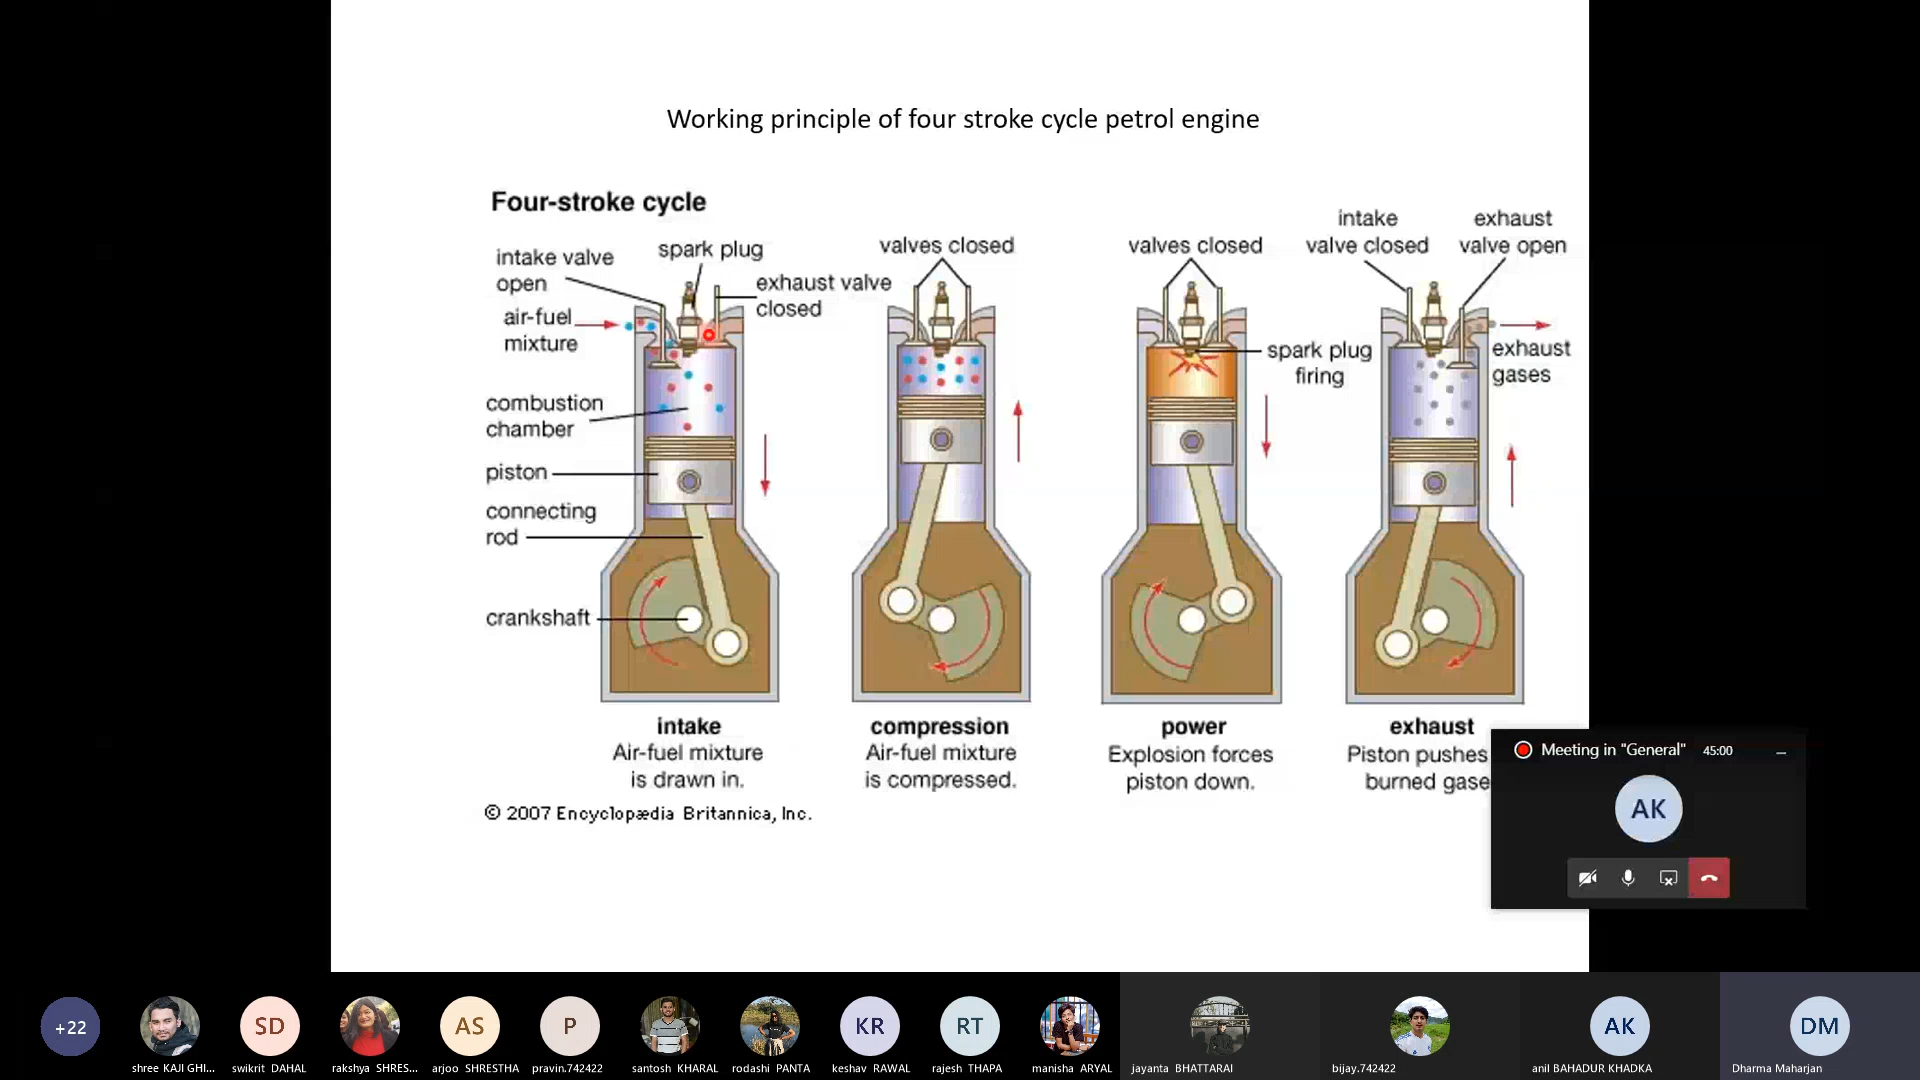 Working principle of four stroke cycle petrol engine
Four-stroke cycle
intake valve
open
spark plug
exhaust valve
closed
air-fuel
mixture
combustion
chamber
piston
connecting
rod
crankshaft
valves closed
valves closed
spark plug
firing
intake
valve closed
exhaust
valve open
exhaust
gases
intake
Air-fuel mixture
is drawn in.
compression
Air-fuel mixture
is compressed.
power
Explosion forces
piston down.
exhaust
Piston pushes
burned gase
© 2007 Encyclopædia Britannica, Inc.
Meeting in "General" 45:00
AK
+22
SD
AS
P
KR
RT
AK
DM
shree KAJI GHI...
swikrit DAHAL
rakshya SHRES...
arjoo SHRESTHA
pravin.742422
santosh KHARAL
rodashi PANTA
keshav RAWAL
rajesh THAPA
manisha ARYAL
jayanta BHATTARAI
bijay.742422
anil BAHADUR KHADKA
Dharma Maharjan